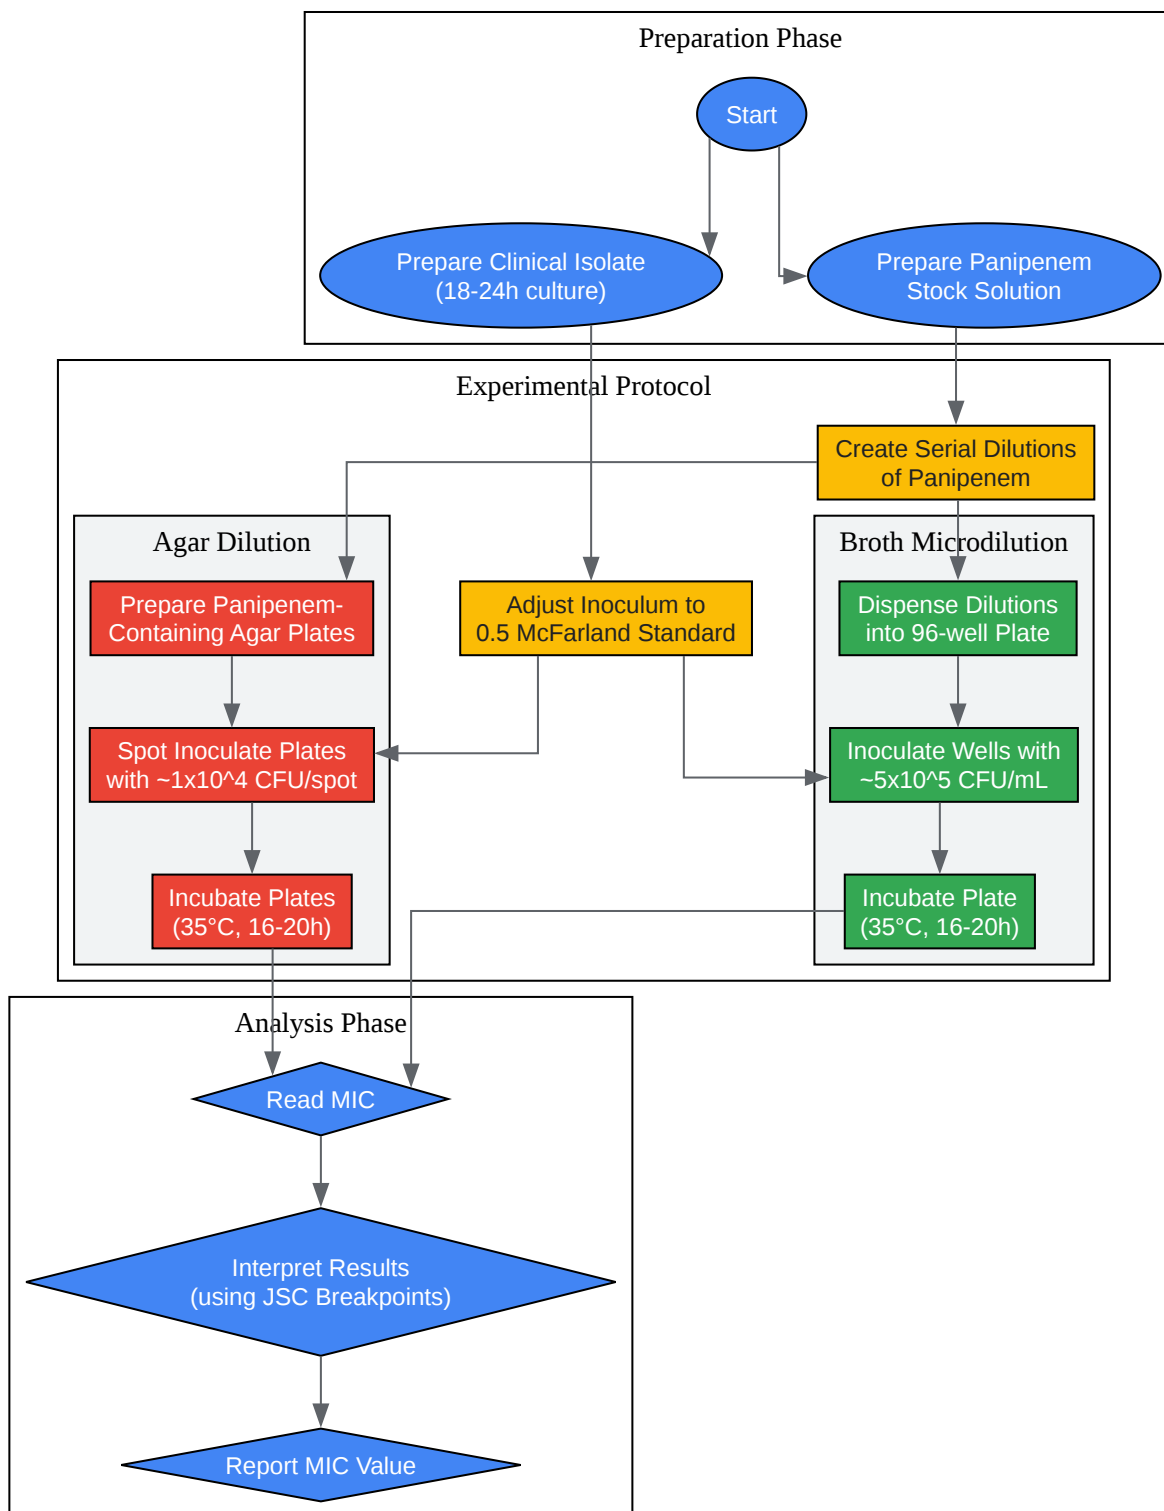 Preparation Phase
Start
Prepare Clinical Isolate
(18-24h culture)
Prepare Panipenem
Stock Solution
Experimental Protocol
Create Serial Dilutions
of Panipenem
Agar Dilution
Broth Microdilution
Prepare Panipenem-
Containing Agar Plates
Adjust Inoculum to
0.5 McFarland Standard
Dispense Dilutions
into 96-well Plate
Spot Inoculate Plates
with ~1x10^4 CFU/spot
Inoculate Wells with
~5x10^5 CFU/mL
Incubate Plates
(35°C, 16-20h)
Incubate Plate
(35°C, 16-20h)
Analysis Phase
Read MIC
Interpret Results
(using JSC Breakpoints)
Report MIC Value